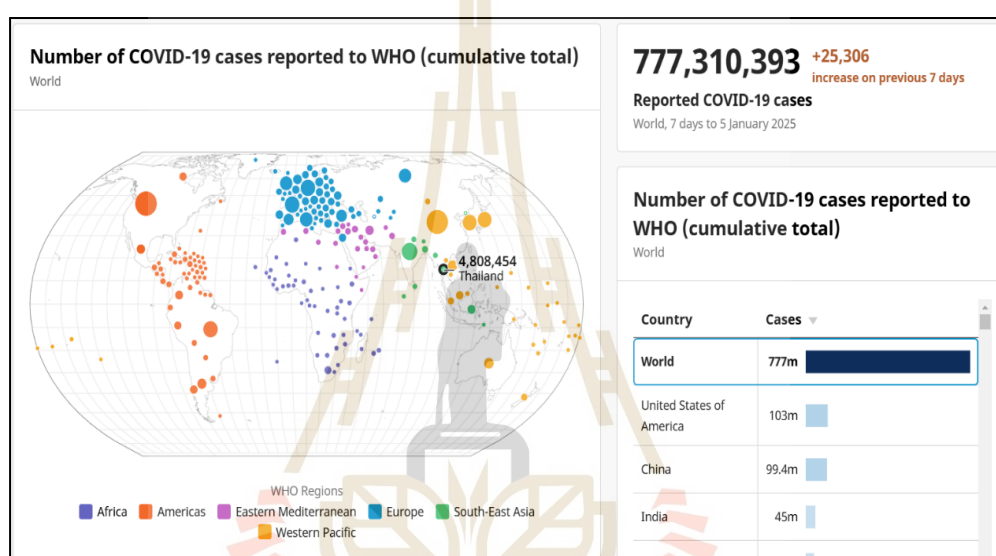 Number of COVID-19 cases reported to WHO (cumulative total)
World
4,808,454
Thailand
WHO Regions
Africa Americas Eastern Mediterranean Europe South-East Asia
Western Pacific
777,310,393 +25,306
increase on previous 7 days
Reported COVID-19 cases
World, 7 days to 5 January 2025
Number of COVID-19 cases reported to
WHO (cumulative total)
World
Country Cases
World 777m
United States of
America 103m
China 99.4m
India 45m